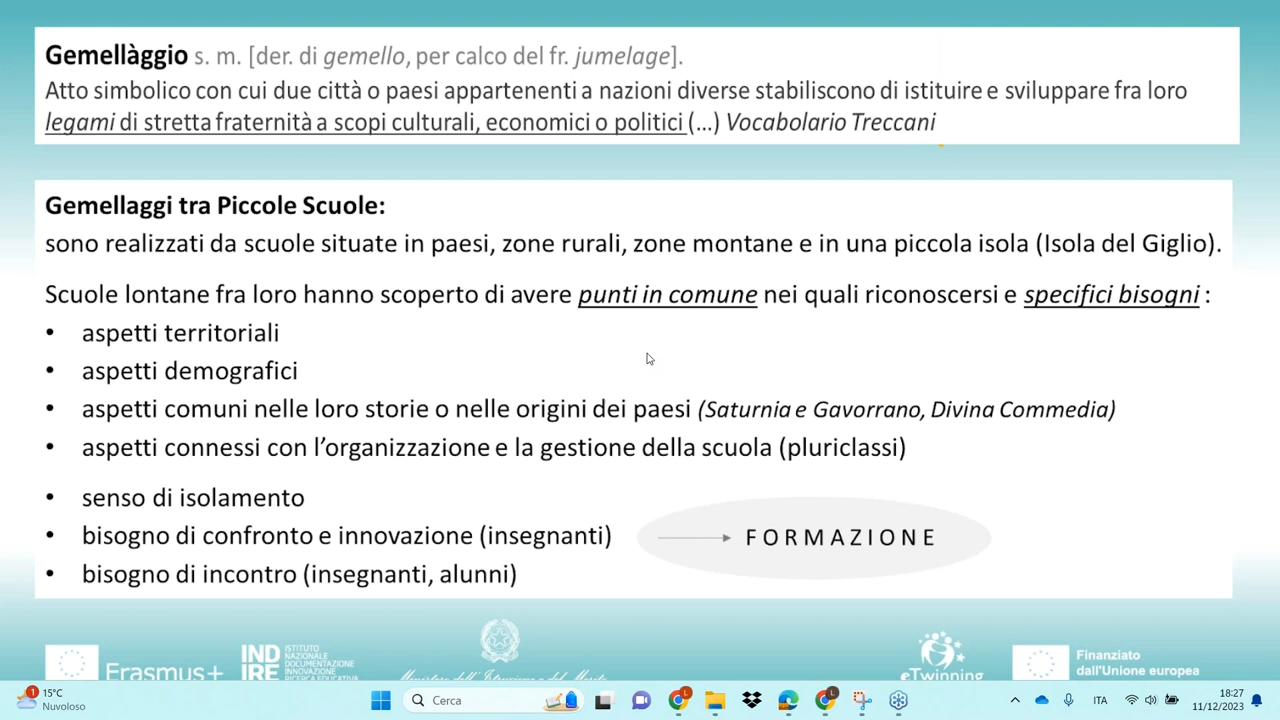 Gemellàggio s. m. [der. di gemello, per calco del fr. jumelage].
Atto simbolico con cui due città o paesi appartenenti a nazioni diverse stabiliscono di istituire e sviluppare fra loro
legami di stretta fraternità a scopi culturali, economici o politici (...) Vocabolario Treccani
Gemellaggi tra Piccole Scuole:
sono realizzati da scuole situate in paesi, zone rurali, zone montane e in una piccola isola (Isola del Giglio).
Scuole lontane fra loro hanno scoperto di avere punti in comune nei quali riconoscersi e specifici bisogni :
• aspetti territoriali
• aspetti demografici
• aspetti comuni nelle loro storie o nelle origini dei paesi (Saturnia e Gavorrano, Divina Commedia)
• aspetti connessi con l'organizzazione e la gestione della scuola (pluriclassi)
• senso di isolamento
• bisogno di confronto e innovazione (insegnanti)
FORMAZIONE
• bisogno di incontro (insegnanti, alunni)
Erasmus+
INDIRE
ISTITUTO
NAZIONALE
DOCUMENTAZIONE
INNOVAZIONE
RICERCA EDUCATIVA
Ministero dell'Istruzione e del Merito
eTwinning
Finanziato
dall'Unione europea
1
15°C
Nuvoloso
Cerca
ITA
18:27
11/12/2023